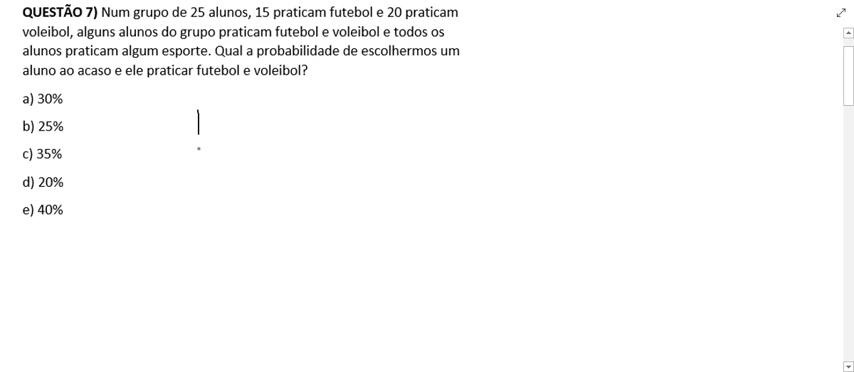 QUESTÃO 7) Num grupo de 25 alunos, 15 praticam futebol e 20 praticam
voleibol, alguns alunos do grupo praticam futebol e voleibol e todos os
alunos praticam algum esporte. Qual a probabilidade de escolhermos um
aluno ao acaso e ele praticar futebol e voleibol?
a) 30%
b) 25%
c) 35%
d) 20%
e) 40%